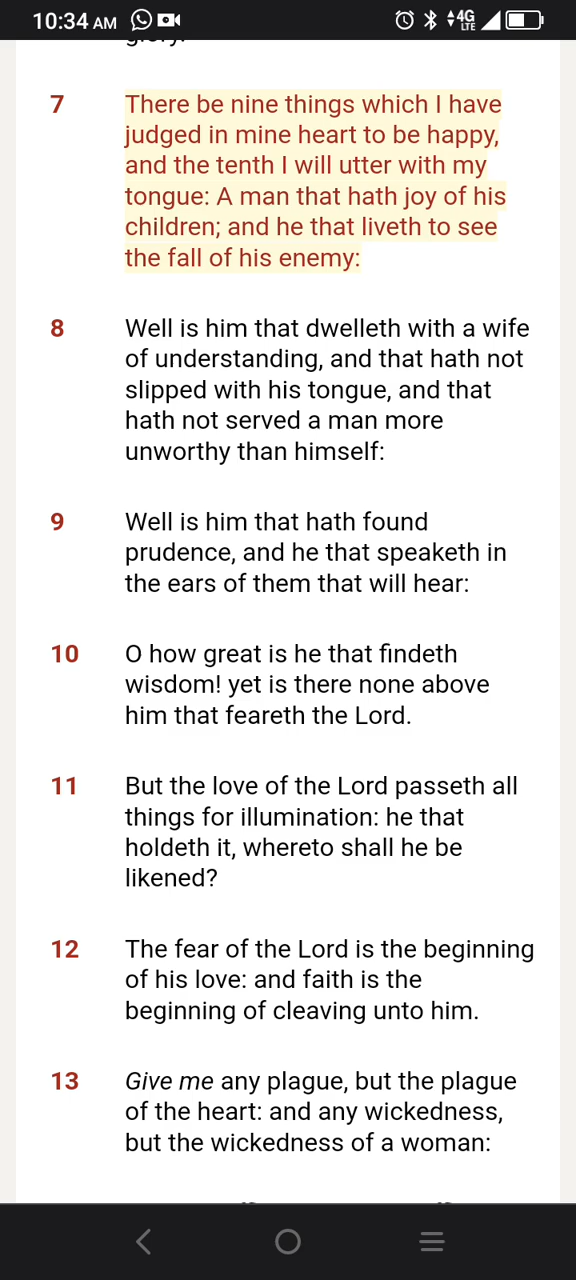 10:34 AM
4G
LTE
glory.
7
There be nine things which I have
judged in mine heart to be happy,
and the tenth I will utter with my
tongue: A man that hath joy of his
children; and he that liveth to see
the fall of his enemy:
8
Well is him that dwelleth with a wife
of understanding, and that hath not
slipped with his tongue, and that
hath not served a man more
unworthy than himself:
9
Well is him that hath found
prudence, and he that speaketh in
the ears of them that will hear:
10
O how great is he that findeth
wisdom! yet is there none above
him that feareth the Lord.
11
But the love of the Lord passeth all
things for illumination: he that
holdeth it, whereto shall he be
likened?
12
The fear of the Lord is the beginning
of his love: and faith is the
beginning of cleaving unto him.
13
Give me any plague, but the plague
of the heart: and any wickedness,
but the wickedness of a woman: